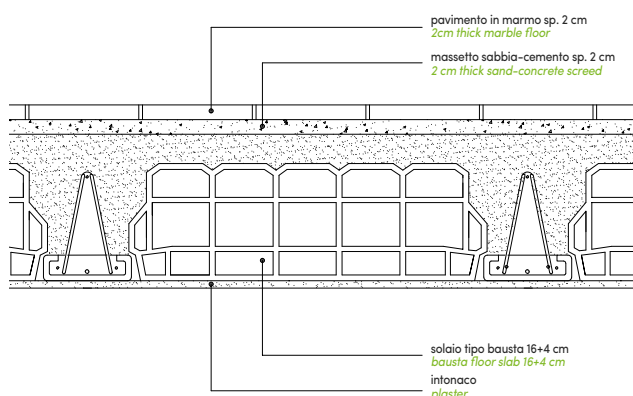 pavimento in marmo sp. 2 cm
2cm thick marble floor
massetto sabbia-cemento sp. 2 cm
2 cm thick sand-concrete screed
solaio tipo bausta 16+4 cm
bausta floor slab 16+4 cm
intonaco
plaster